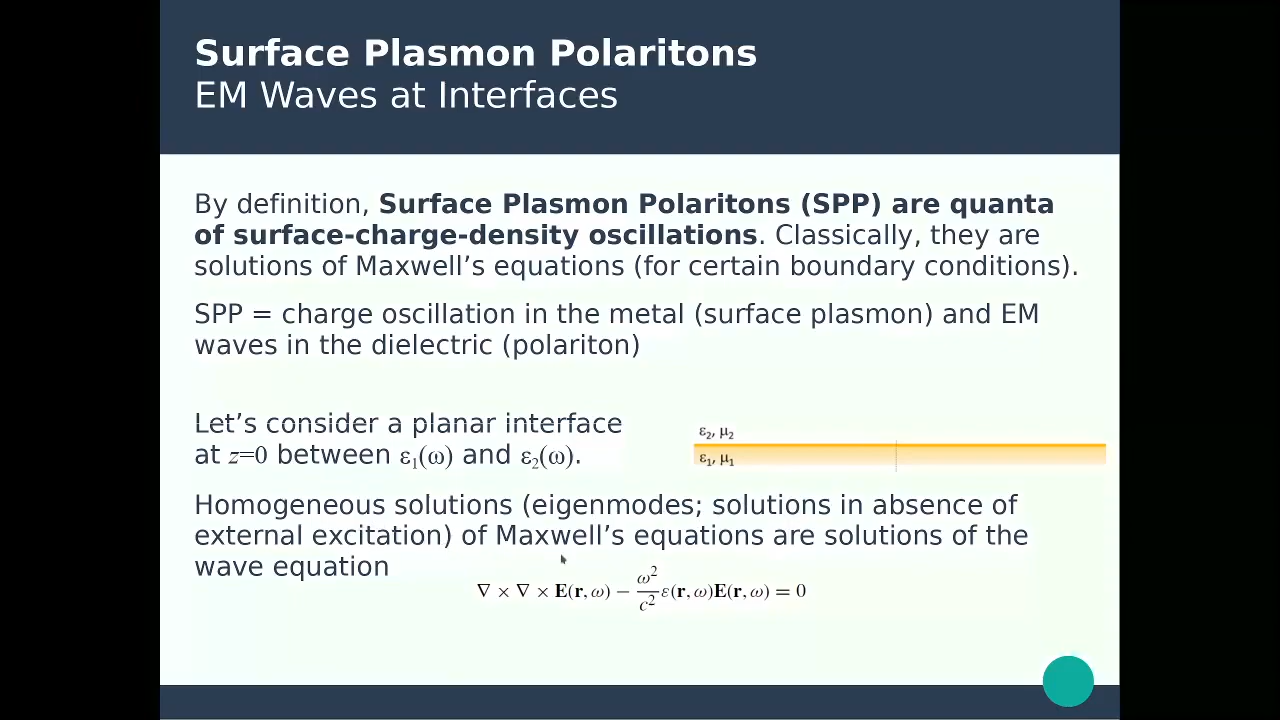 Surface Plasmon Polaritons
EM Waves at Interfaces
By definition, Surface Plasmon Polaritons (SPP) are quanta
of surface-charge-density oscillations. Classically, they are
solutions of Maxwell’s equations (for certain boundary conditions).
SPP = charge oscillation in the metal (surface plasmon) and EM
waves in the dielectric (polariton)
Let’s consider a planar interface
at z=0 between ε₁(ω) and ε₂(ω).
ε₂, μ₂
ε₁, μ₁
Homogeneous solutions (eigenmodes; solutions in absence of
external excitation) of Maxwell’s equations are solutions of the
wave equation
∇ × ∇ × E(r, ω) − ω²/c² ε(r, ω)E(r, ω) = 0